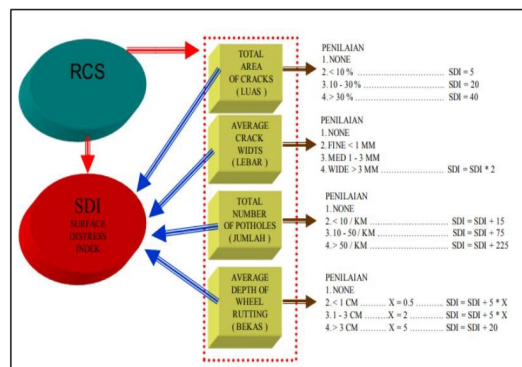 RCS
SDI
SURFACE
DISTRESS
INDEK
TOTAL
AREA
OF CRACKS
( LUAS )
PENILAIAN
1. NONE
2. < 10 % ........................................ SDI = 5
3. 10 - 30% ........................................ SDI = 20
4. > 30% ........................................ SDI = 40
AVERAGE
CRACK
WIDTS
( LEBAR )
PENILAIAN
1. NONE
2. FINE < 1 MM
3. MED 1 - 3 MM
4. WIDE > 3 MM ........................ SDI = SDI * 2
TOTAL
NUMBER
OF POTHOLES
( JUMLAH )
PENILAIAN
1. NONE
2. < 10 / KM ........................ SDI = SDI + 15
3. 10 - 50 / KM ........................ SDI = SDI + 75
4. > 50 / KM ........................ SDI = SDI + 225
AVERAGE
DEPTH OF
WHEEL
RUTTING
( BEKAS )
PENILAIAN
1. NONE
2. < 1 CM ......... X = 0.5 ............ SDI = SDI + 5 * X
3. 1 - 3 CM ......... X = 2 ............ SDI = SDI + 5 * X
4. > 3 CM ......... X = 5 ............ SDI = SDI + 20